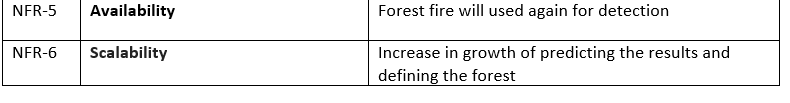 NFR-5 Availability Forest fire will used again for detection
NFR-6 Scalability Increase in growth of predicting the results and
defining the forest